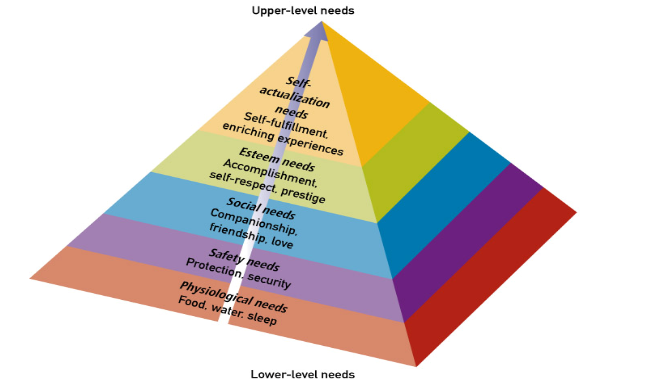 Upper-level needs
Self-
actualization
needs
Self-fulfillment,
enriching experiences
Esteem needs
Accomplishment,
self-respect, prestige
Social needs
Companionship,
friendship, love
Safety needs
Protection, security
Physiological needs
Food, water, sleep
Lower-level needs